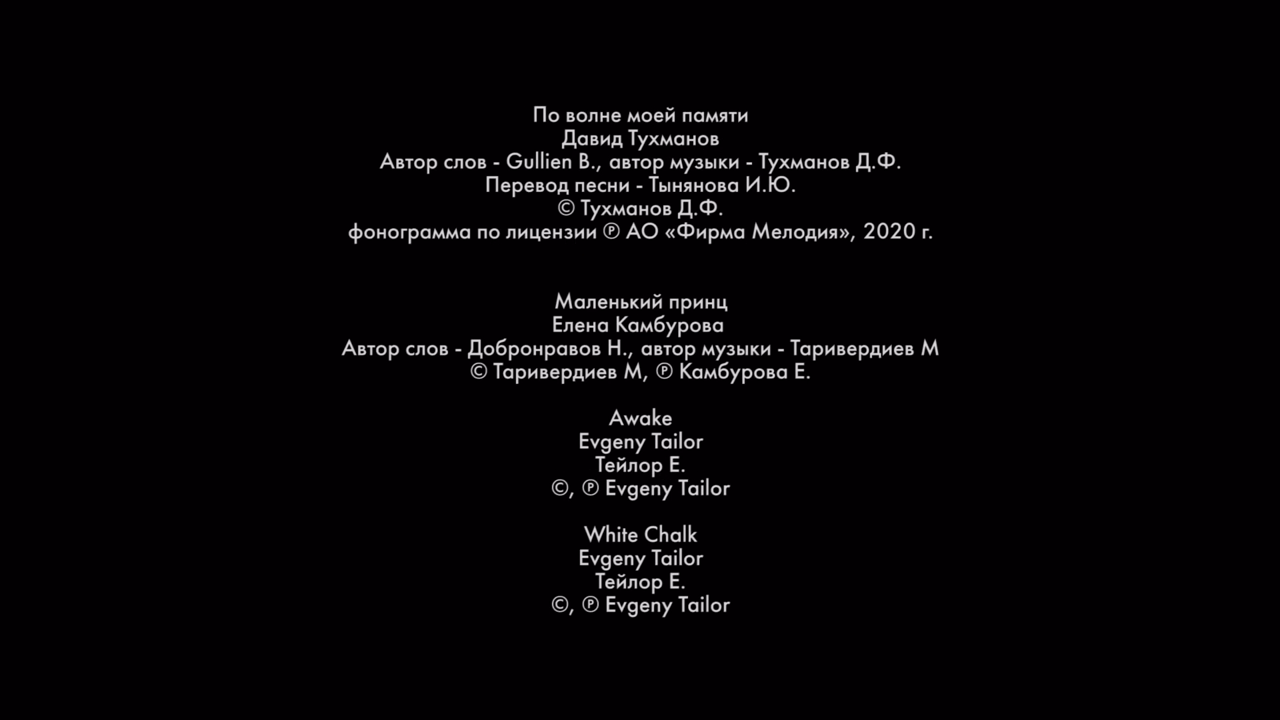 По волне моей памяти
Давид Тухманов
Автор слов - Gullien B., автор музыки - Тухманов Д.Ф.
Перевод песни - Тынянова И.Ю.
© Тухманов Д.Ф.
фонограмма по лицензии ℗ АО «Фирма Мелодия», 2020 г.
Маленький принц
Елена Камбурова
Автор слов - Добронравов Н., автор музыки - Таривердиев М
© Таривердиев М, ℗ Камбурова Е.
Awake
Evgeny Tailor
Тейлор Е.
©, ℗ Evgeny Tailor
White Chalk
Evgeny Tailor
Тейлор Е.
©, ℗ Evgeny Tailor